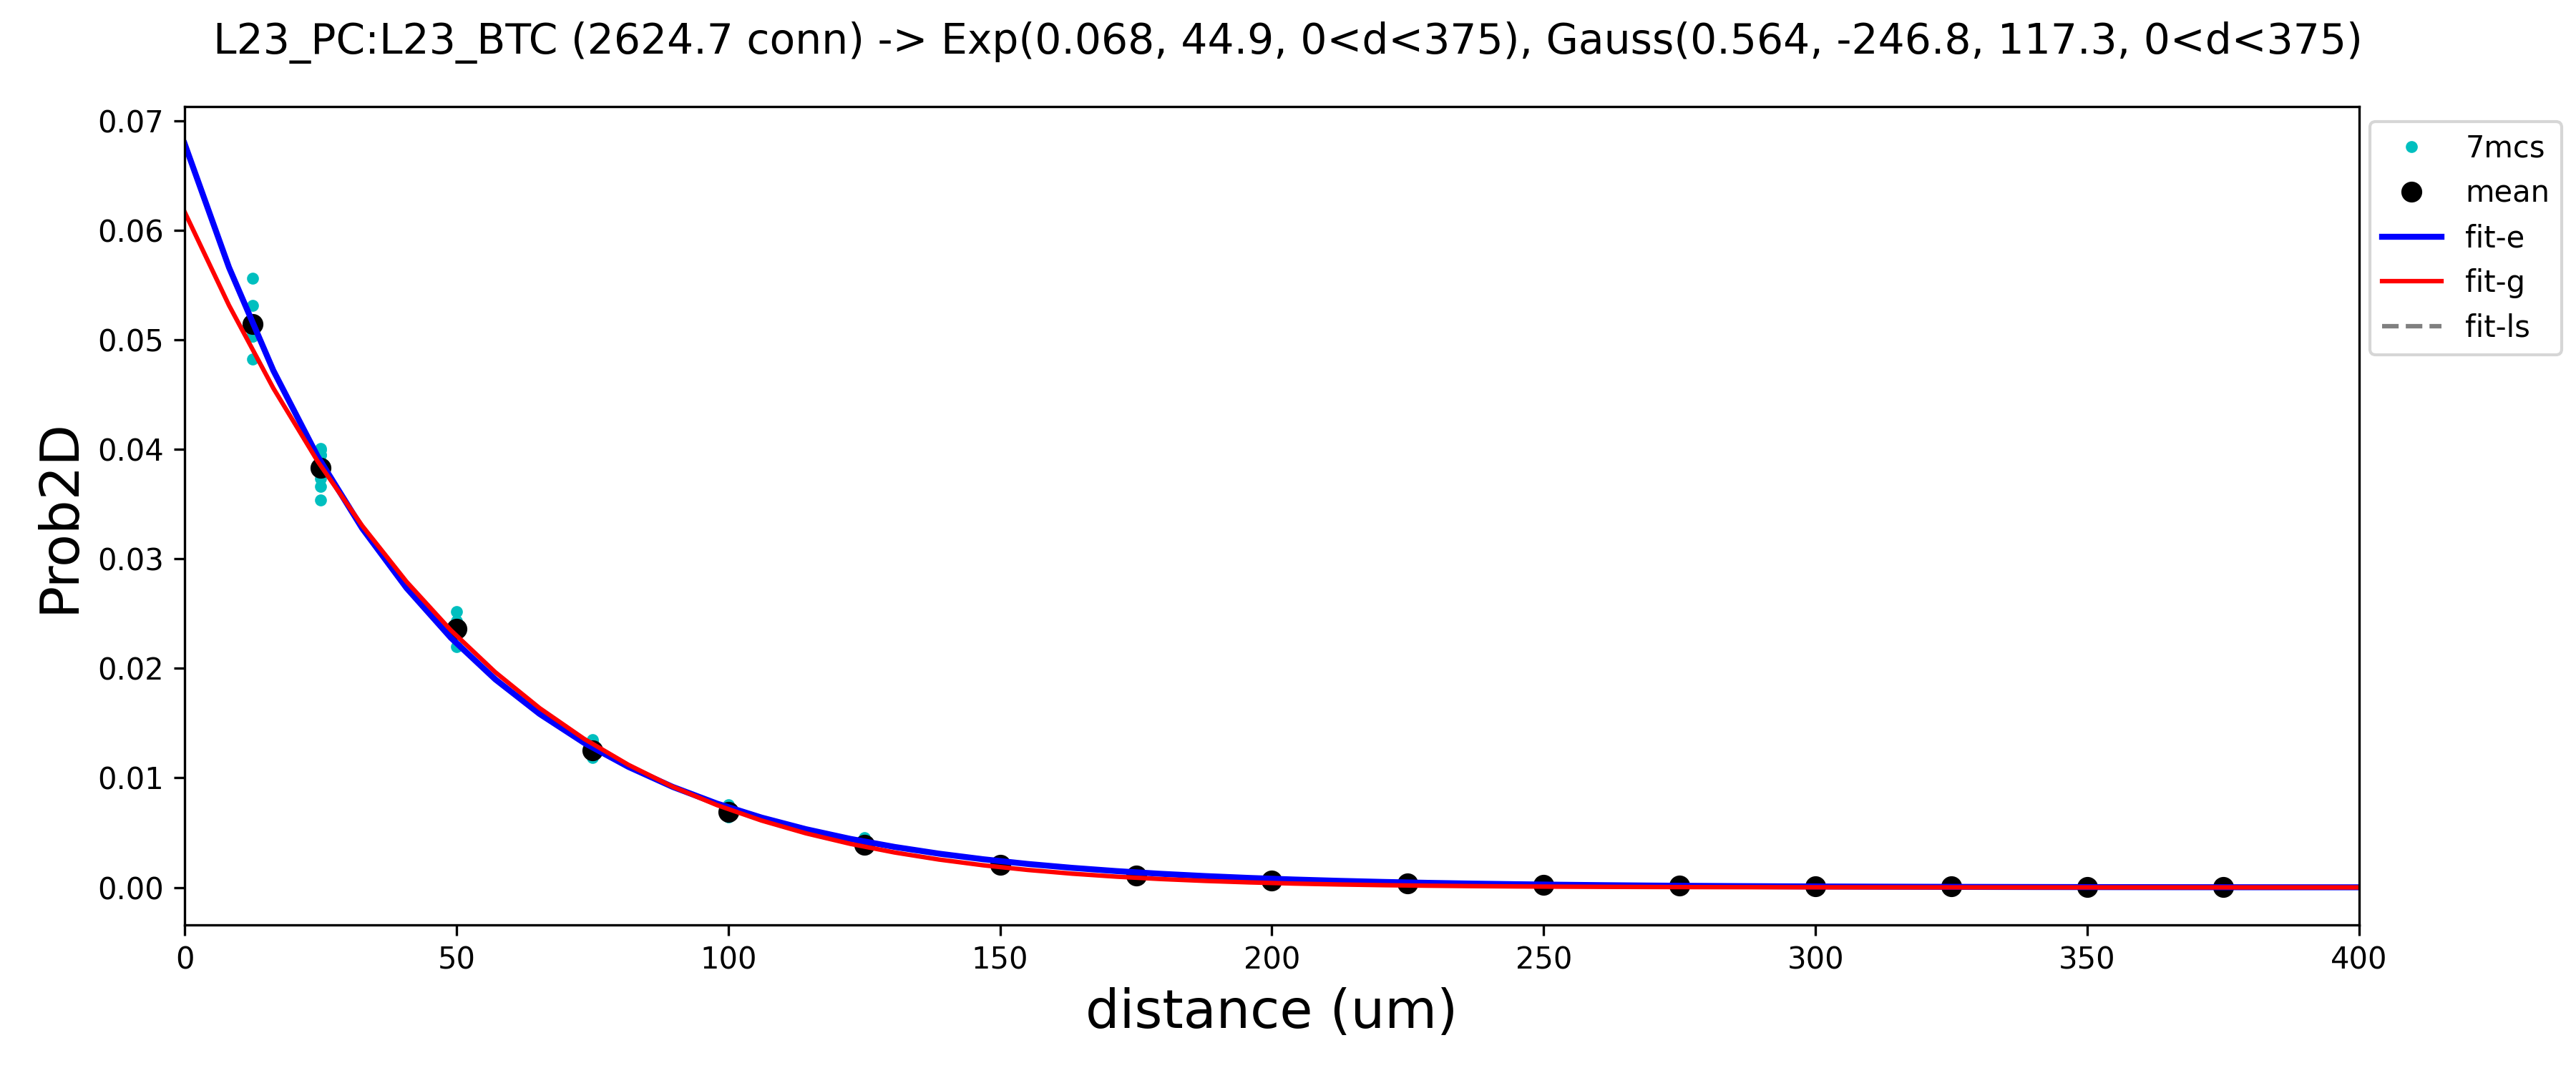 L23_PC:L23_BTC (2624.7 conn) -> Exp(0.068, 44.9, 0<d<375), Gauss(0.564, -246.8, 117.3, 0<d<375)
0.07
0.06
0.05
0.04
0.03
0.02
0.01
0.00
Prob2D
0 50 100 150 200 250 300 350 400
distance (um)
7mcs
mean
fit-e
fit-g
fit-ls